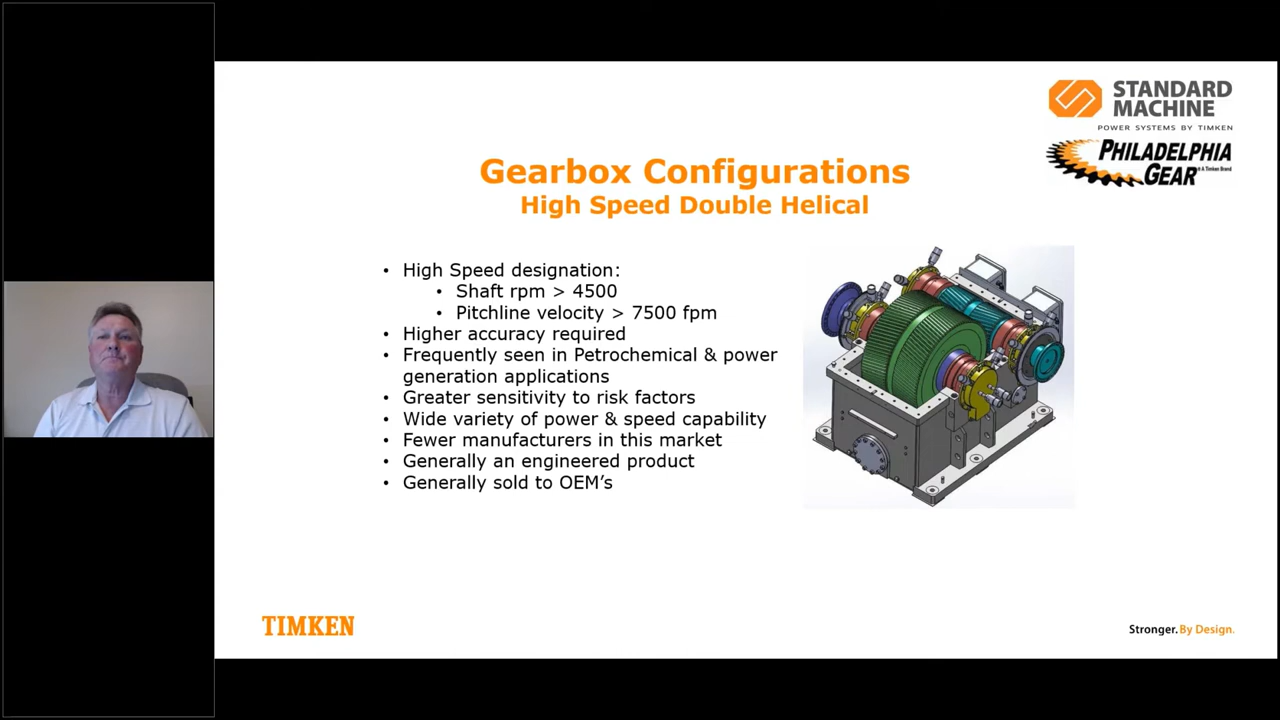 STANDARD
MACHINE
POWER SYSTEMS BY TIMKEN
PHILADELPHIA
GEAR
A Timken Brand
Gearbox Configurations
High Speed Double Helical
• High Speed designation:
• Shaft rpm > 4500
• Pitchline velocity > 7500 fpm
• Higher accuracy required
• Frequently seen in Petrochemical & power
generation applications
• Greater sensitivity to risk factors
• Wide variety of power & speed capability
• Fewer manufacturers in this market
• Generally an engineered product
• Generally sold to OEM’s
TIMKEN
Stronger. By Design.